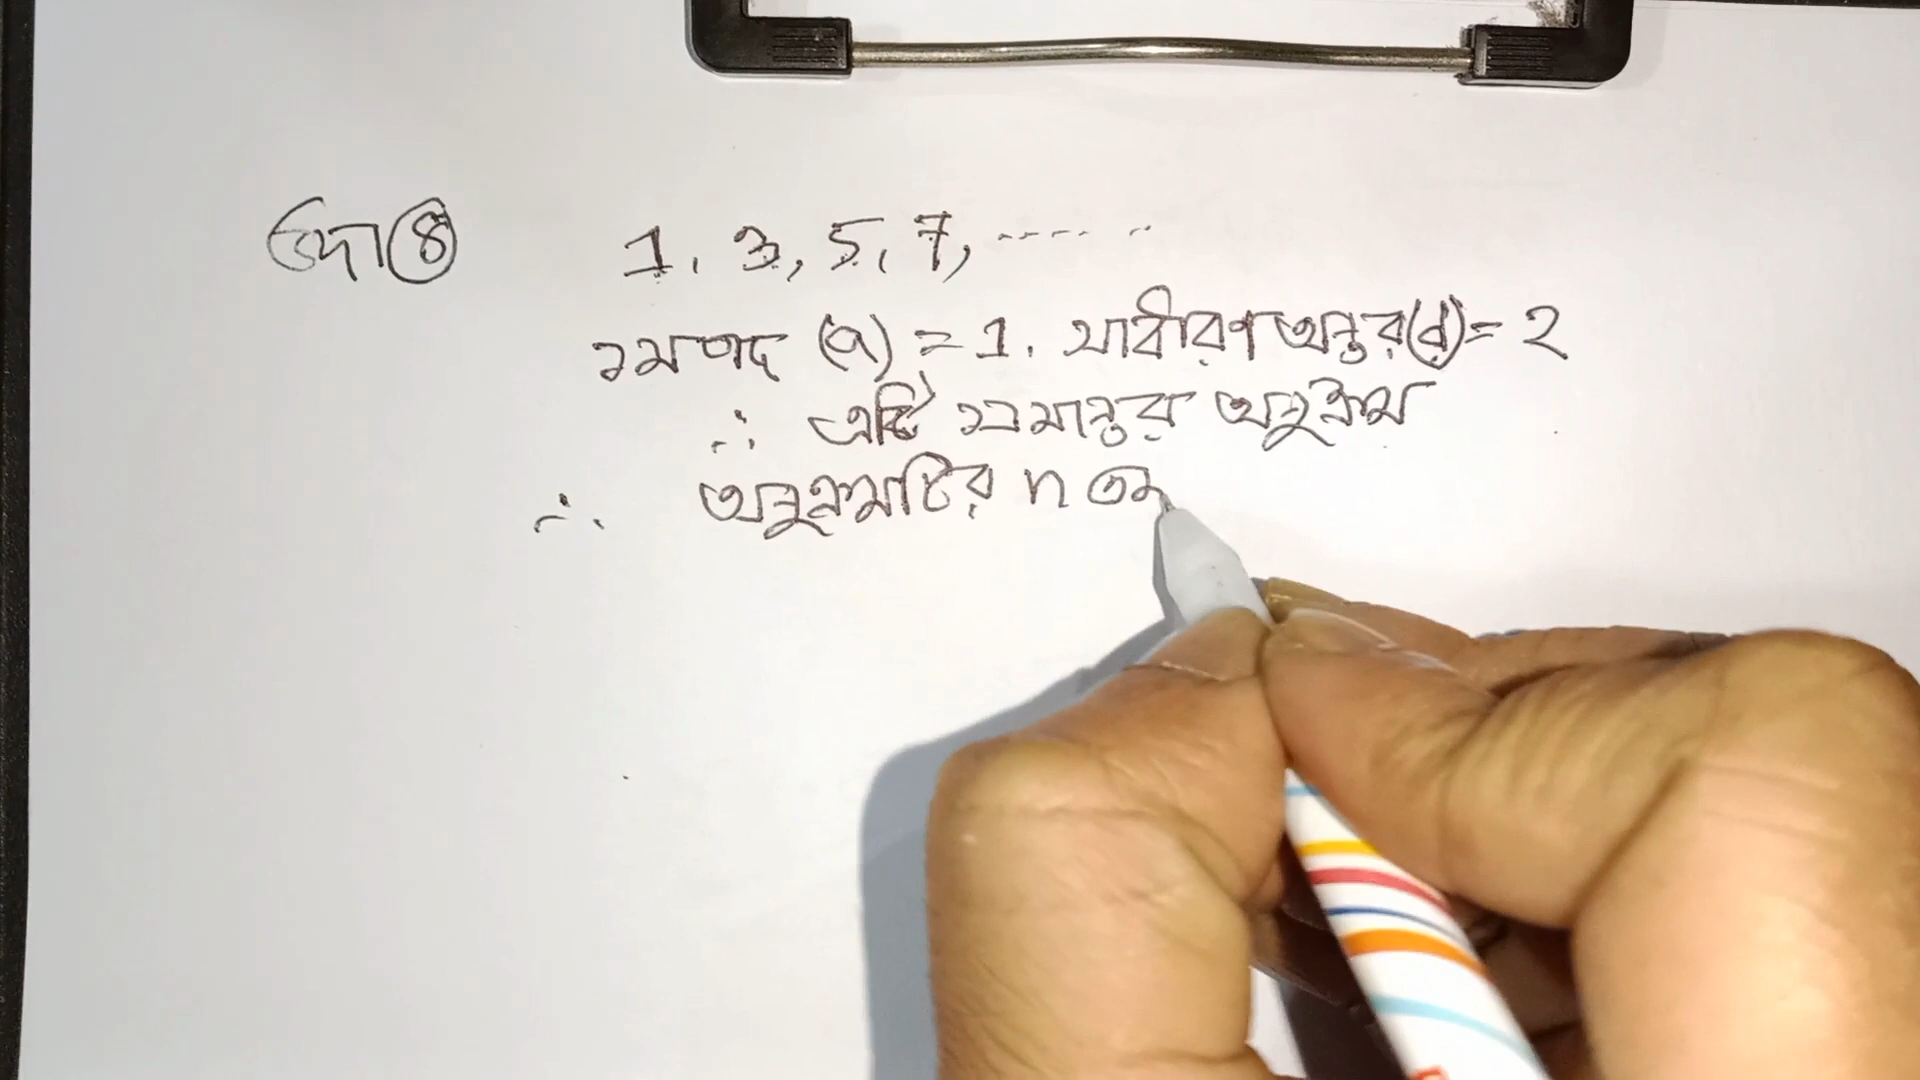 উদা ৪ 1, 3, 5, 7, ........
১ম পদ (a) = 1. সাধারণ অন্তর (d) = 2
∴ এটি সমান্তর অনুক্রম
∴ অনুক্রমটির n তম